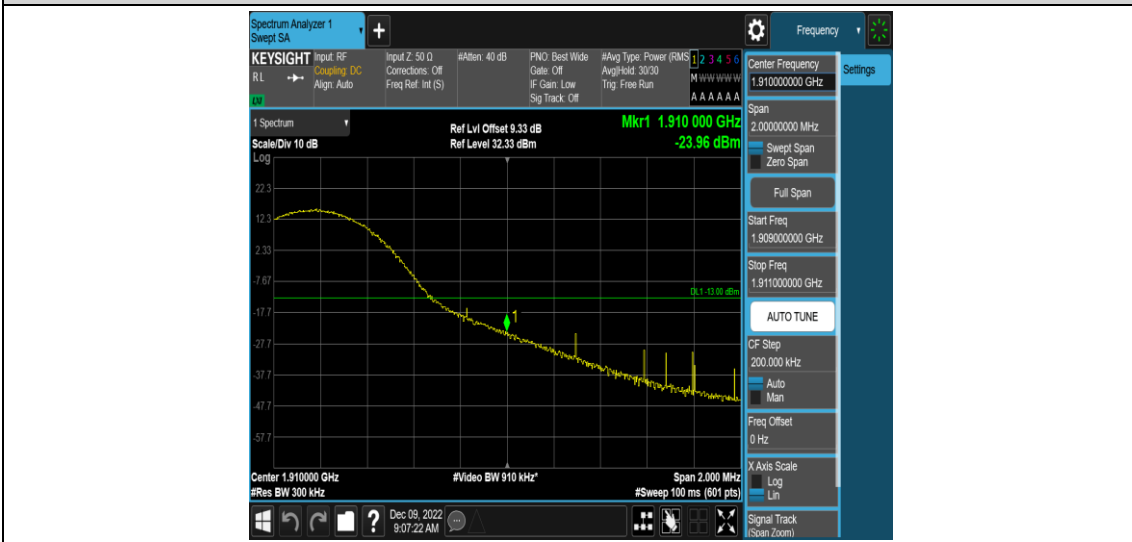 Spectrum Analyzer 1
Swept SA
+
Frequency
KEYSIGHT
RL
LXI
Input: RF
Coupling: DC
Align: Auto
Input Z: 50 Ω
Corrections: Off
Freq Ref: Int (S)
#Atten: 40 dB
PNO: Best Wide
Gate: Off
IF Gain: Low
Sig Track: Off
#Avg Type: Power (RMS
Avg|Hold: 30/30
Trig: Free Run
1 2 3 4 5 6
M W W W W W
A A A A A A
Center Frequency
1.910000000 GHz
Settings
Span
2.00000000 MHz
Swept Span
Zero Span
Full Span
Start Freq
1.909000000 GHz
Stop Freq
1.911000000 GHz
AUTO TUNE
CF Step
200.000 kHz
Auto
Man
Freq Offset
0 Hz
X Axis Scale
Log
Lin
Signal Track
(Span Zoom)
1 Spectrum
Scale/Div 10 dB
Log
Ref Lvl Offset 9.33 dB
Ref Level 32.33 dBm
Mkr1 1.910 000 GHz
-23.96 dBm
22.3
12.3
2.33
-7.67
DL1 -13.00 dBm
-17.7
1
-27.7
-37.7
-47.7
-57.7
Center 1.910000 GHz
#Res BW 300 kHz
#Video BW 910 kHz*
Span 2.000 MHz
#Sweep 100 ms (601 pts)
?
Dec 09, 2022
9:07:22 AM